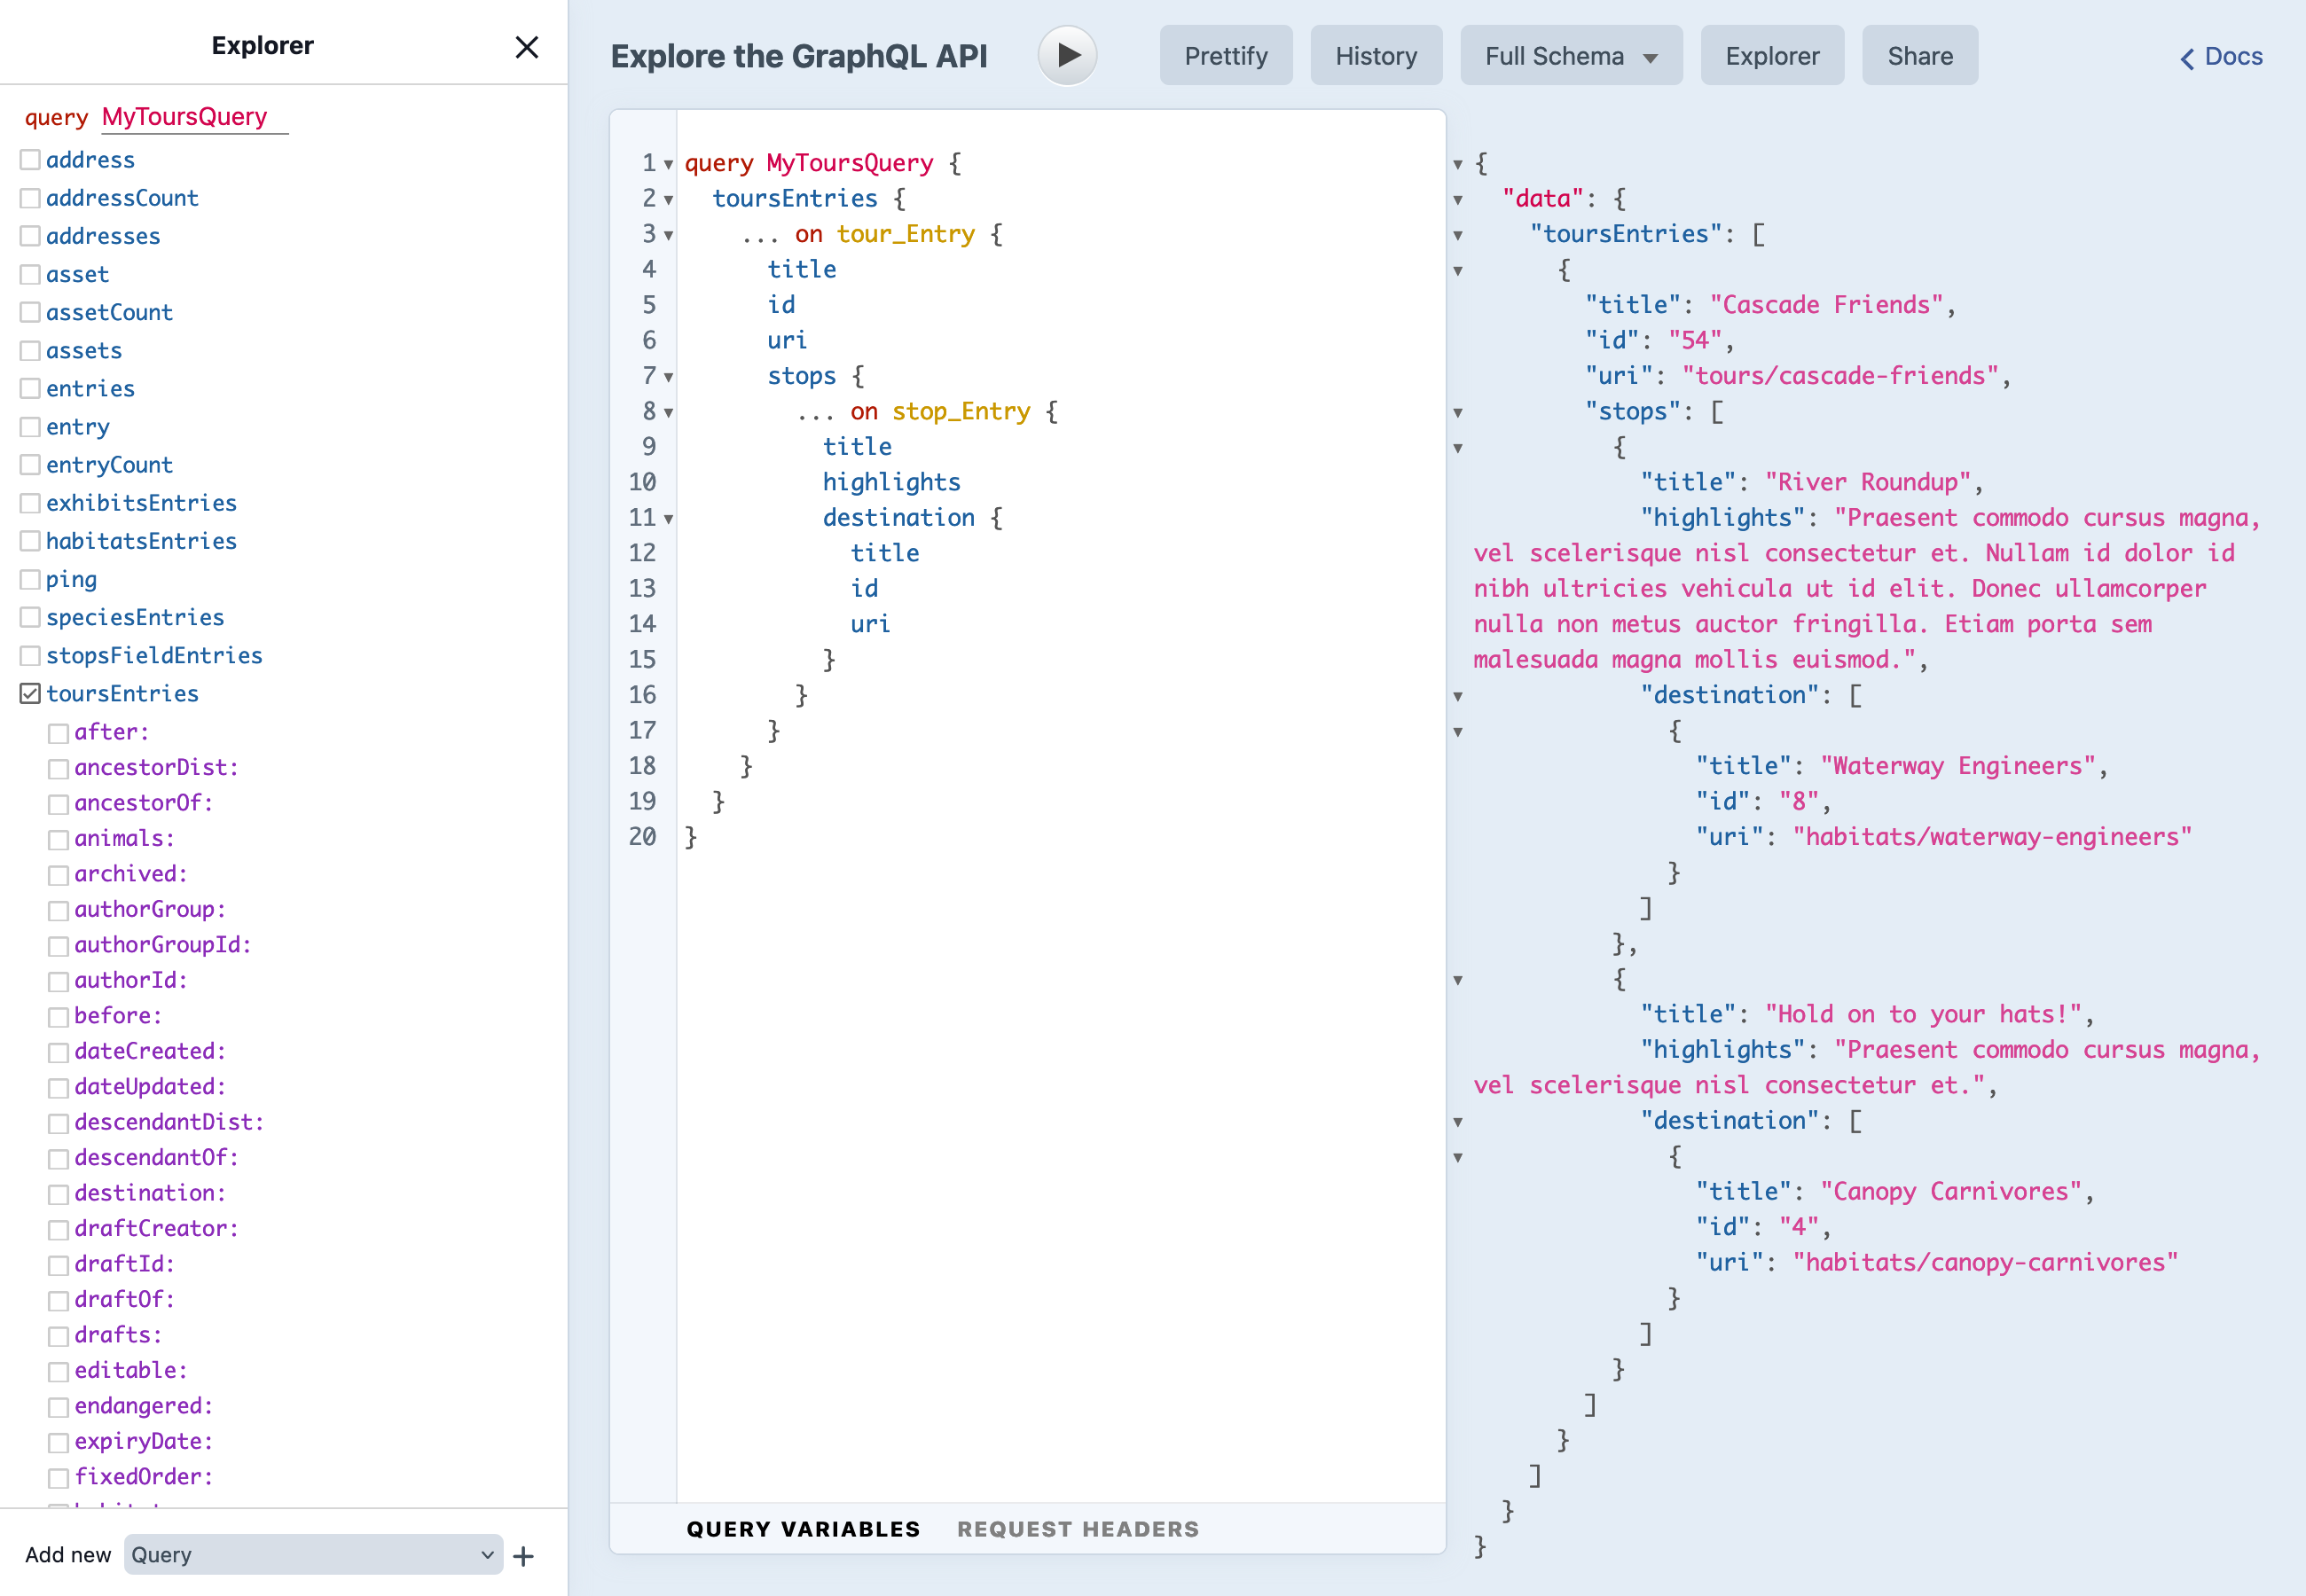 Explorer
query MyToursQuery
address
addressCount
addresses
asset
assetCount
assets
entries
entry
entryCount
exhibitsEntries
habitatsEntries
ping
speciesEntries
stopsFieldEntries
toursEntries
after:
ancestorDist:
ancestorOf:
animals:
archived:
authorGroup:
authorGroupId:
authorId:
before:
dateCreated:
dateUpdated:
descendantDist:
descendantOf:
destination:
draftCreator:
draftId:
draftOf:
drafts:
editable:
endangered:
expiryDate:
fixedOrder:
Add new Query +
Explore the GraphQL API Prettify History Full Schema Explorer Share Docs
1 query MyToursQuery {
2 toursEntries {
3 ... on tour_Entry {
4 title
5 id
6 uri
7 stops {
8 ... on stop_Entry {
9 title
10 highlights
11 destination {
12 title
13 id
14 uri
15 }
16 }
17 }
18 }
19 }
20 }
QUERY VARIABLES REQUEST HEADERS
{
"data": {
"toursEntries": [
{
"title": "Cascade Friends",
"id": "54",
"uri": "tours/cascade-friends",
"stops": [
{
"title": "River Roundup",
"highlights": "Praesent commodo cursus magna,
vel scelerisque nisl consectetur et. Nullam id dolor id
nibh ultricies vehicula ut id elit. Donec ullamcorper
nulla non metus auctor fringilla. Etiam porta sem
malesuada magna mollis euismod.",
"destination": [
{
"title": "Waterway Engineers",
"id": "8",
"uri": "habitats/waterway-engineers"
}
]
},
{
"title": "Hold on to your hats!",
"highlights": "Praesent commodo cursus magna,
vel scelerisque nisl consectetur et.",
"destination": [
{
"title": "Canopy Carnivores",
"id": "4",
"uri": "habitats/canopy-carnivores"
}
]
}
]
}
]
}
}